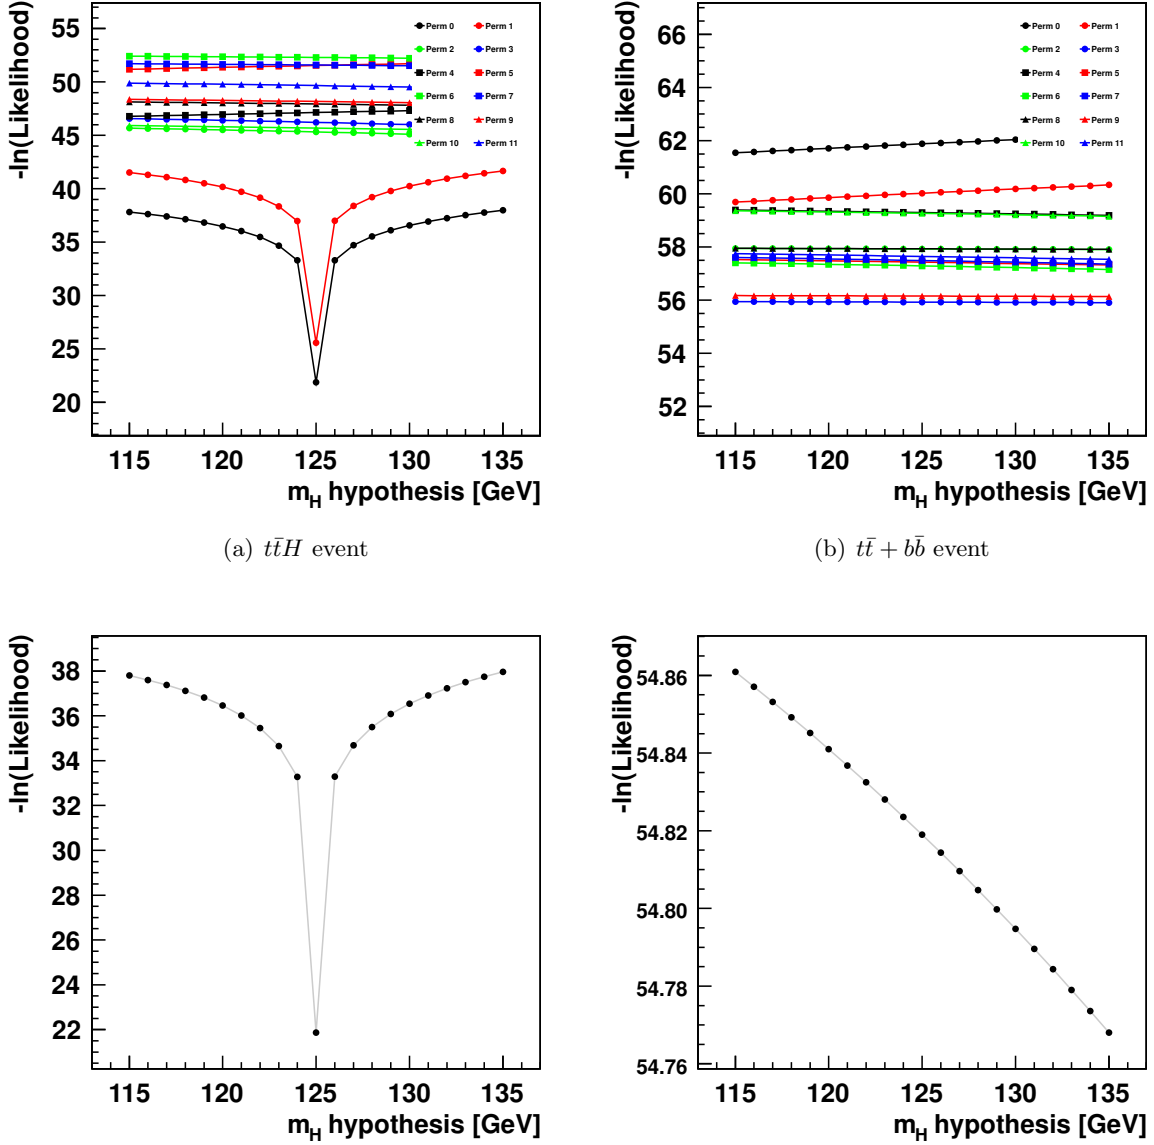 -ln(Likelihood)
55
50
45
40
35
30
25
20
Perm 0 Perm 1
Perm 2 Perm 3
Perm 4 Perm 5
Perm 6 Perm 7
Perm 8 Perm 9
Perm 10 Perm 11
115 120 125 130 135
m_H hypothesis [GeV]
(a) tt̄H event
-ln(Likelihood)
66
64
62
60
58
56
54
52
Perm 0 Perm 1
Perm 2 Perm 3
Perm 4 Perm 5
Perm 6 Perm 7
Perm 8 Perm 9
Perm 10 Perm 11
115 120 125 130 135
m_H hypothesis [GeV]
(b) tt̄ + bb̄ event
-ln(Likelihood)
38
36
34
32
30
28
26
24
22
115 120 125 130 135
m_H hypothesis [GeV]
-ln(Likelihood)
54.86
54.84
54.82
54.80
54.78
54.76
115 120 125 130 135
m_H hypothesis [GeV]